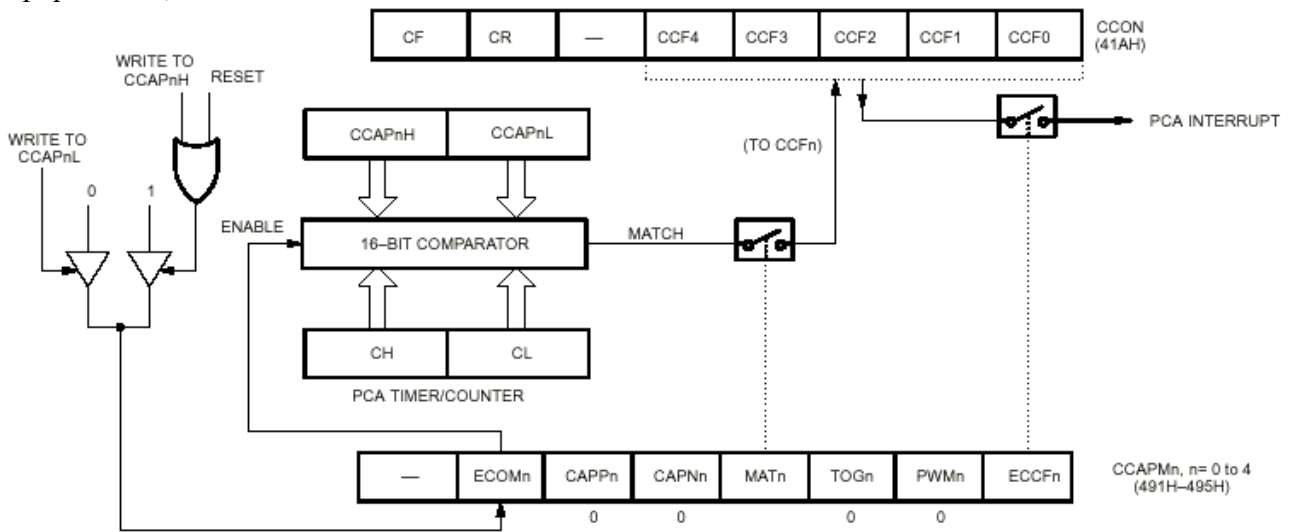 CF CR — CCF4 CCF3 CCF2 CCF1 CCF0
CCON
(41AH)
WRITE TO
CCAPnH
RESET
WRITE TO
CCAPnL
0 1
CCAPnH CCAPnL
(TO CCFn)
PCA INTERRUPT
ENABLE
16–BIT COMPARATOR
MATCH
CH CL
PCA TIMER/COUNTER
— ECOMn CAPPn CAPNn MATn TOGn PWMn ECCFn
CCAPMn, n= 0 to 4
(491H–495H)
0 0 0 0